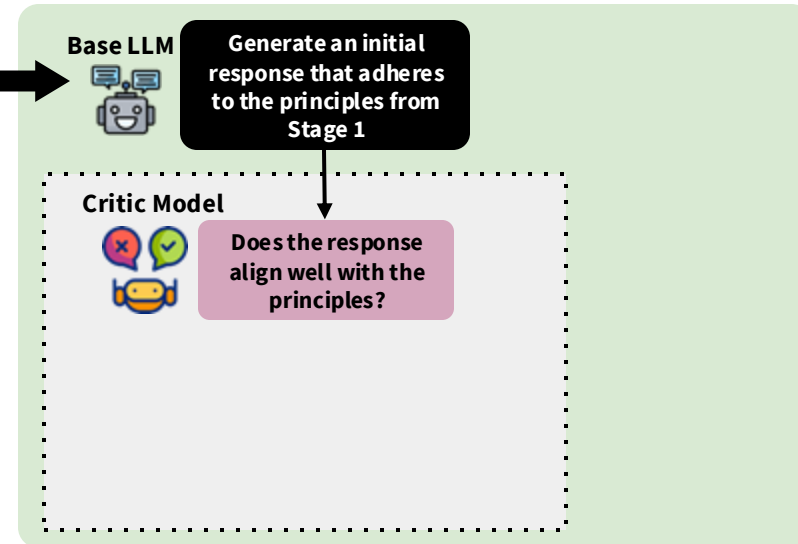 Base LLM
Generate an initial
response that adheres
to the principles from
Stage 1
Critic Model
Does the response
align well with the
principles?